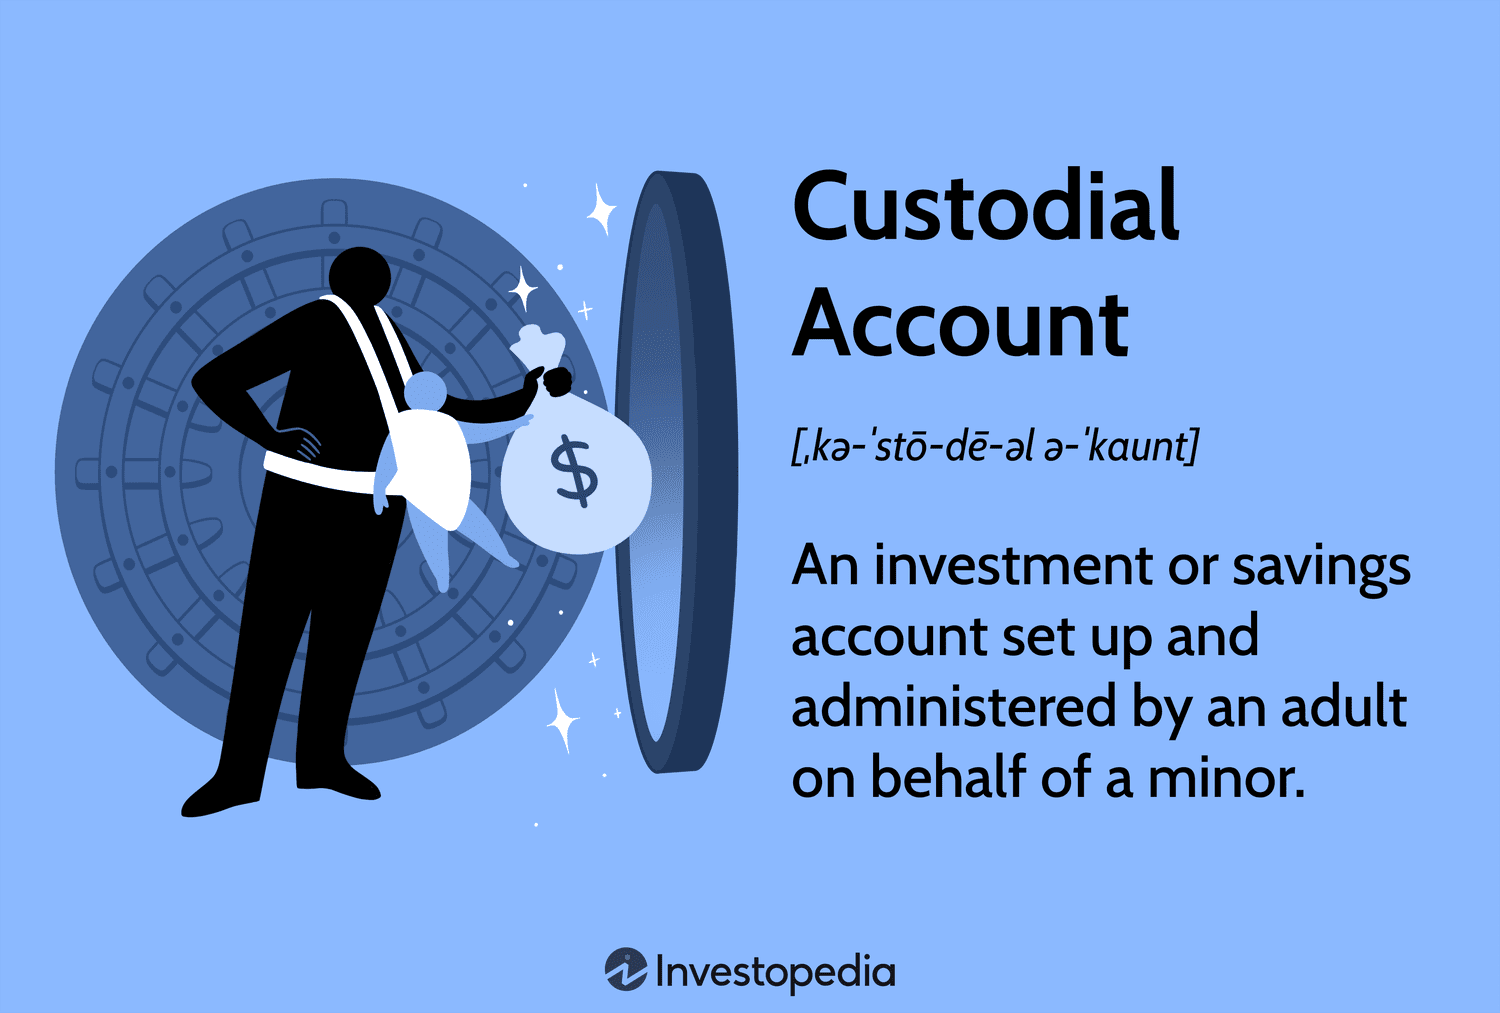 Custodial
Account
[ˌkə-ˈstō-dē-əl ə-ˈkaunt]
An investment or savings
account set up and
administered by an adult
on behalf of a minor.
$
Investopedia